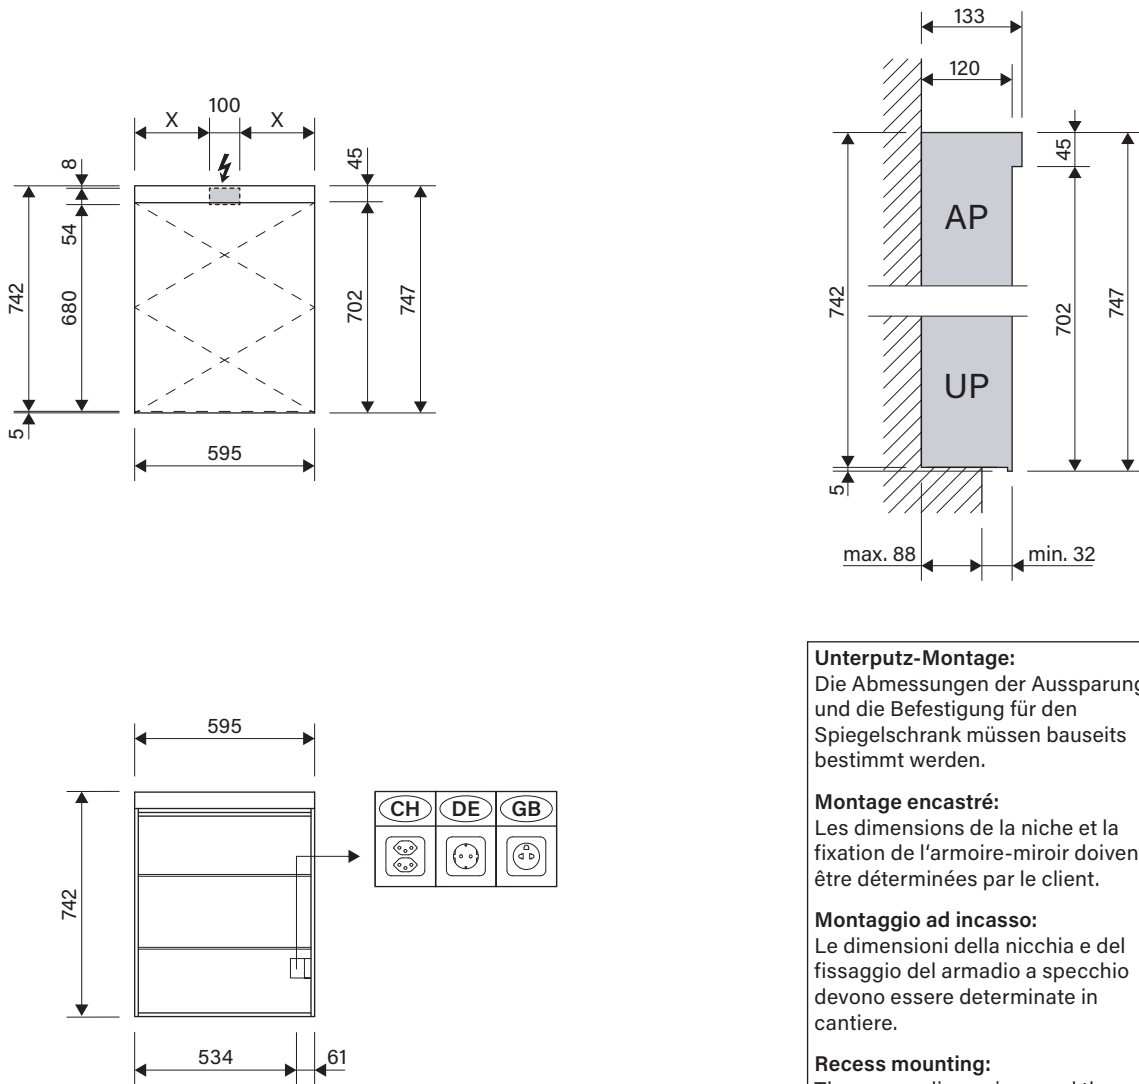 X
100
X
8
54
742
680
5
595
45
702
747
133
120
45
AP
742
702
747
UP
5
max. 88
min. 32
595
CH
DE
GB
742
534
61
Unterputz-Montage:
Die Abmessungen der Aussparung
und die Befestigung für den
Spiegelschrank müssen bauseits
bestimmt werden.
Montage encastré:
Les dimensions de la niche et la
fixation de l‘armoire-miroir doiven
être déterminées par le client.
Montaggio ad incasso:
Le dimensioni della nicchia e del
fissaggio del armadio a specchio
devono essere determinate in
cantiere.
Recess mounting: